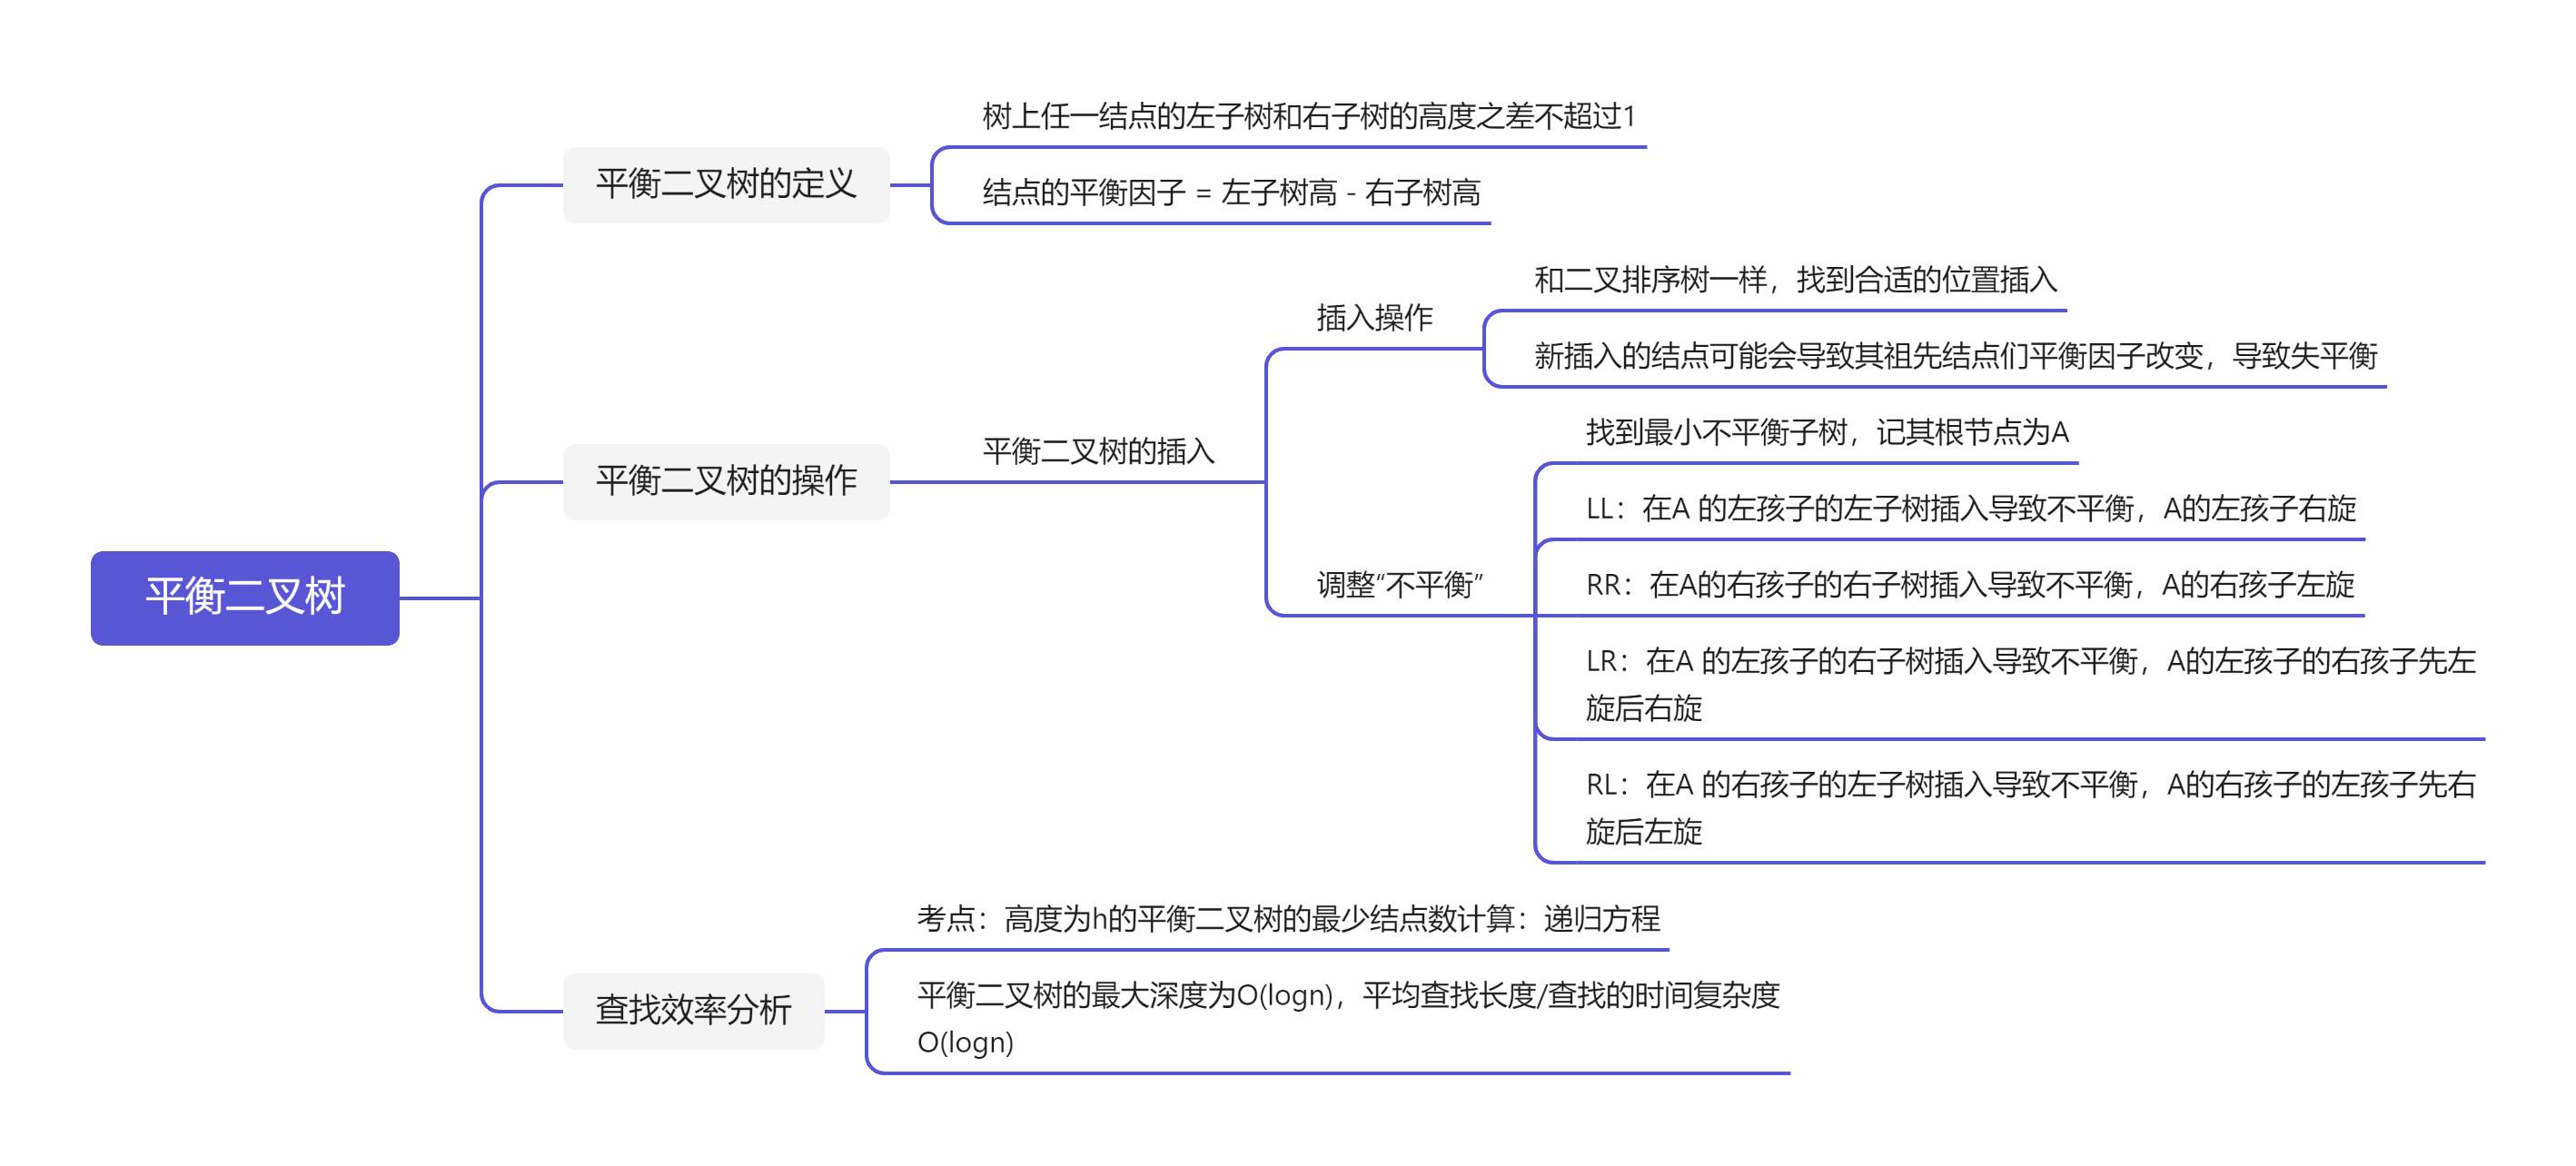 树上任一结点的左子树和右子树的高度之差不超过1
平衡二叉树的定义
结点的平衡因子 = 左子树高 - 右子树高
和二叉排序树一样，找到合适的位置插入
插入操作
新插入的结点可能会导致其祖先结点们平衡因子改变，导致失平衡
找到最小不平衡子树，记其根节点为A
平衡二叉树的插入
平衡二叉树的操作
LL：在A 的左孩子的左子树插入导致不平衡，A的左孩子右旋
调整“不平衡”
RR：在A的右孩子的右子树插入导致不平衡，A的右孩子左旋
平衡二叉树
LR：在A 的左孩子的右子树插入导致不平衡，A的左孩子的右孩子先左
旋后右旋
RL：在A 的右孩子的左子树插入导致不平衡，A的右孩子的左孩子先右
旋后左旋
考点：高度为h的平衡二叉树的最少结点数计算：递归方程
查找效率分析
平衡二叉树的最大深度为O(logn)，平均查找长度/查找的时间复杂度
O(logn)